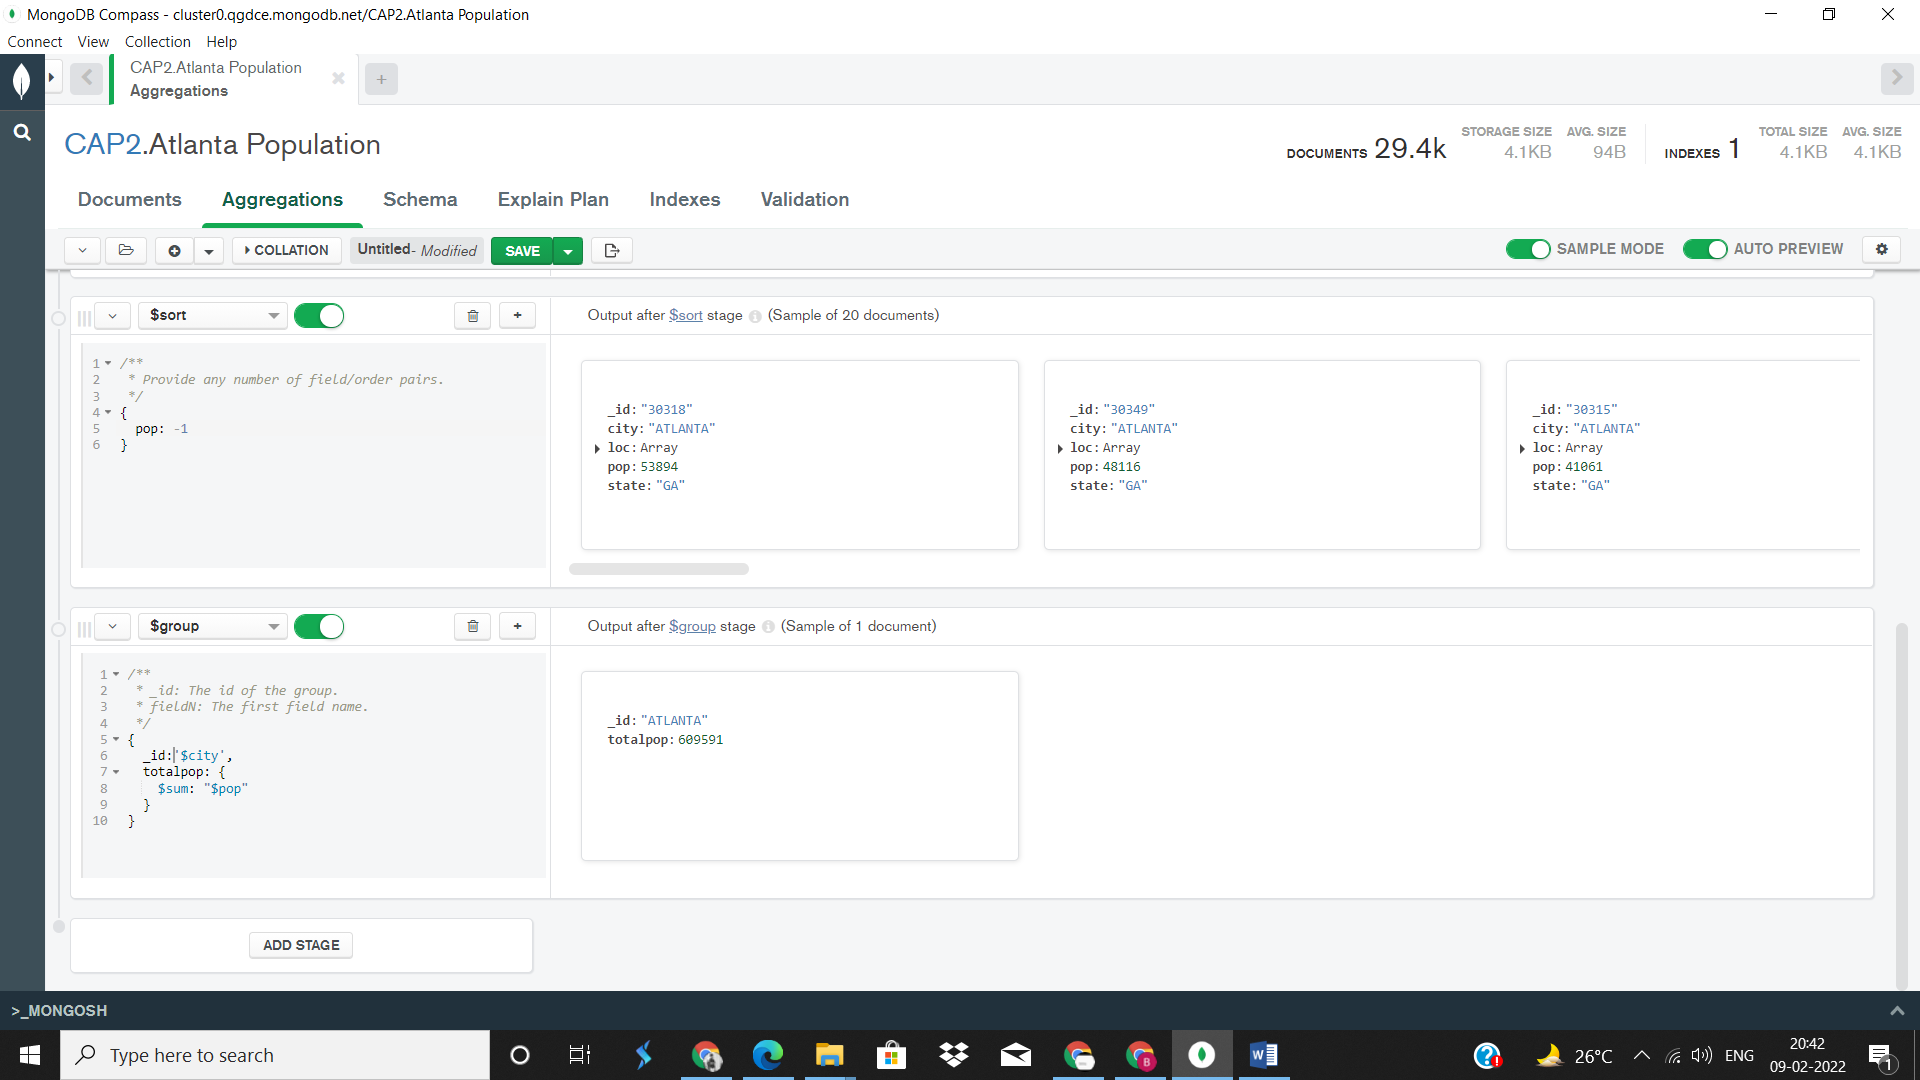 MongoDB Compass - cluster0.qgdce.mongodb.net/CAP2.Atlanta Population
Connect View Collection Help
CAP2.Atlanta Population
Aggregations
CAP2.Atlanta Population
DOCUMENTS 29.4k
STORAGE SIZE
4.1KB
AVG. SIZE
94B
INDEXES 1
TOTAL SIZE
4.1KB
AVG. SIZE
4.1KB
Documents Aggregations Schema Explain Plan Indexes Validation
COLLATION Untitled- Modified SAVE SAMPLE MODE AUTO PREVIEW
$sort
Output after $sort stage (Sample of 20 documents)
1 /**
2 * Provide any number of field/order pairs.
3 */
4 {
5 pop: -1
6 }
_id: "30318"
city: "ATLANTA"
loc: Array
pop: 53894
state: "GA"
_id: "30349"
city: "ATLANTA"
loc: Array
pop: 48116
state: "GA"
_id: "30315"
city: "ATLANTA"
loc: Array
pop: 41061
state: "GA"
$group
Output after $group stage (Sample of 1 document)
1 /**
2 * _id: The id of the group.
3 * fieldN: The first field name.
4 */
5 {
6 _id:'$city',
7 totalpop: {
8 $sum: "$pop"
9 }
10 }
_id: "ATLANTA"
totalpop: 609591
ADD STAGE
>_MONGOSH
Type here to search
26°C
ENG
20:42
09-02-2022
1